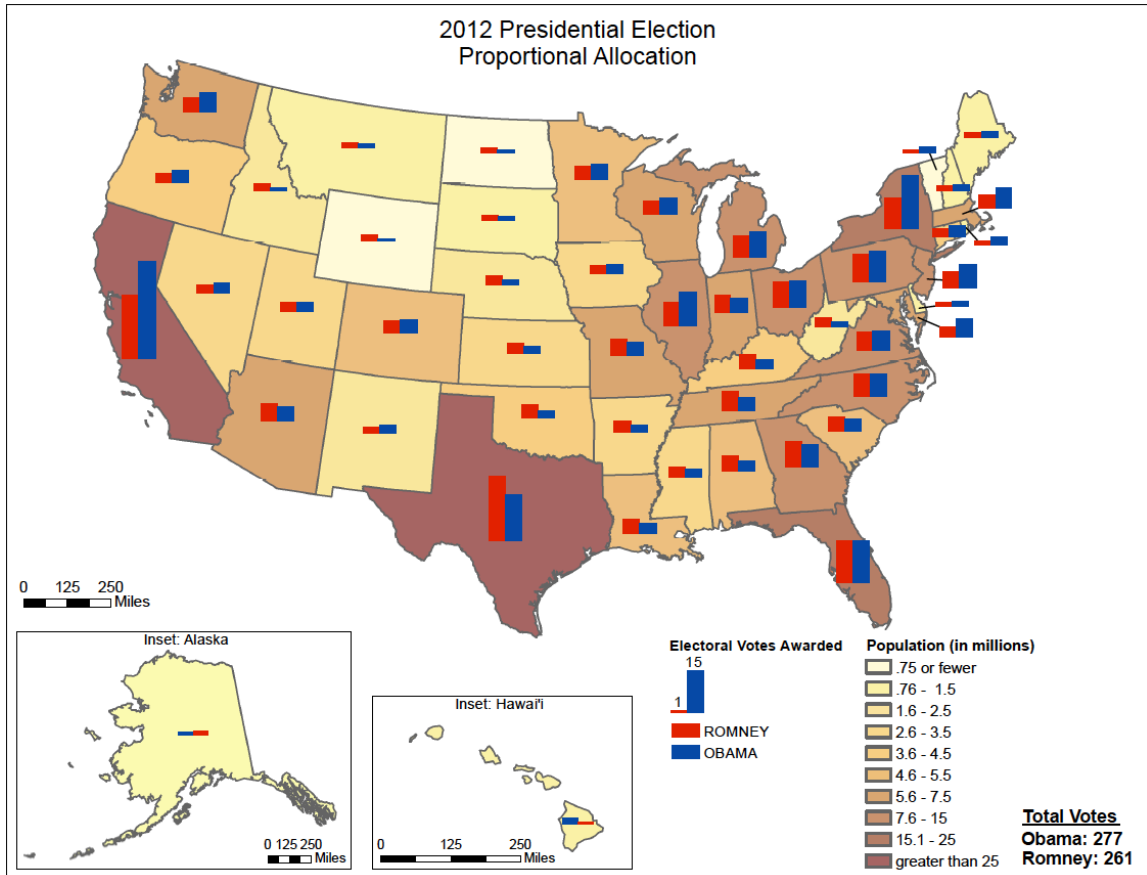 2012 Presidential Election
Proportional Allocation
0 125 250
Miles
Inset: Alaska
0 125 250
Miles
Inset: Hawai'i
0 125 250
Miles
Electoral Votes Awarded
15
1
ROMNEY
OBAMA
Population (in millions)
.75 or fewer
.76 - 1.5
1.6 - 2.5
2.6 - 3.5
3.6 - 4.5
4.6 - 5.5
5.6 - 7.5
7.6 - 15
15.1 - 25
greater than 25
Total Votes
Obama: 277
Romney: 261